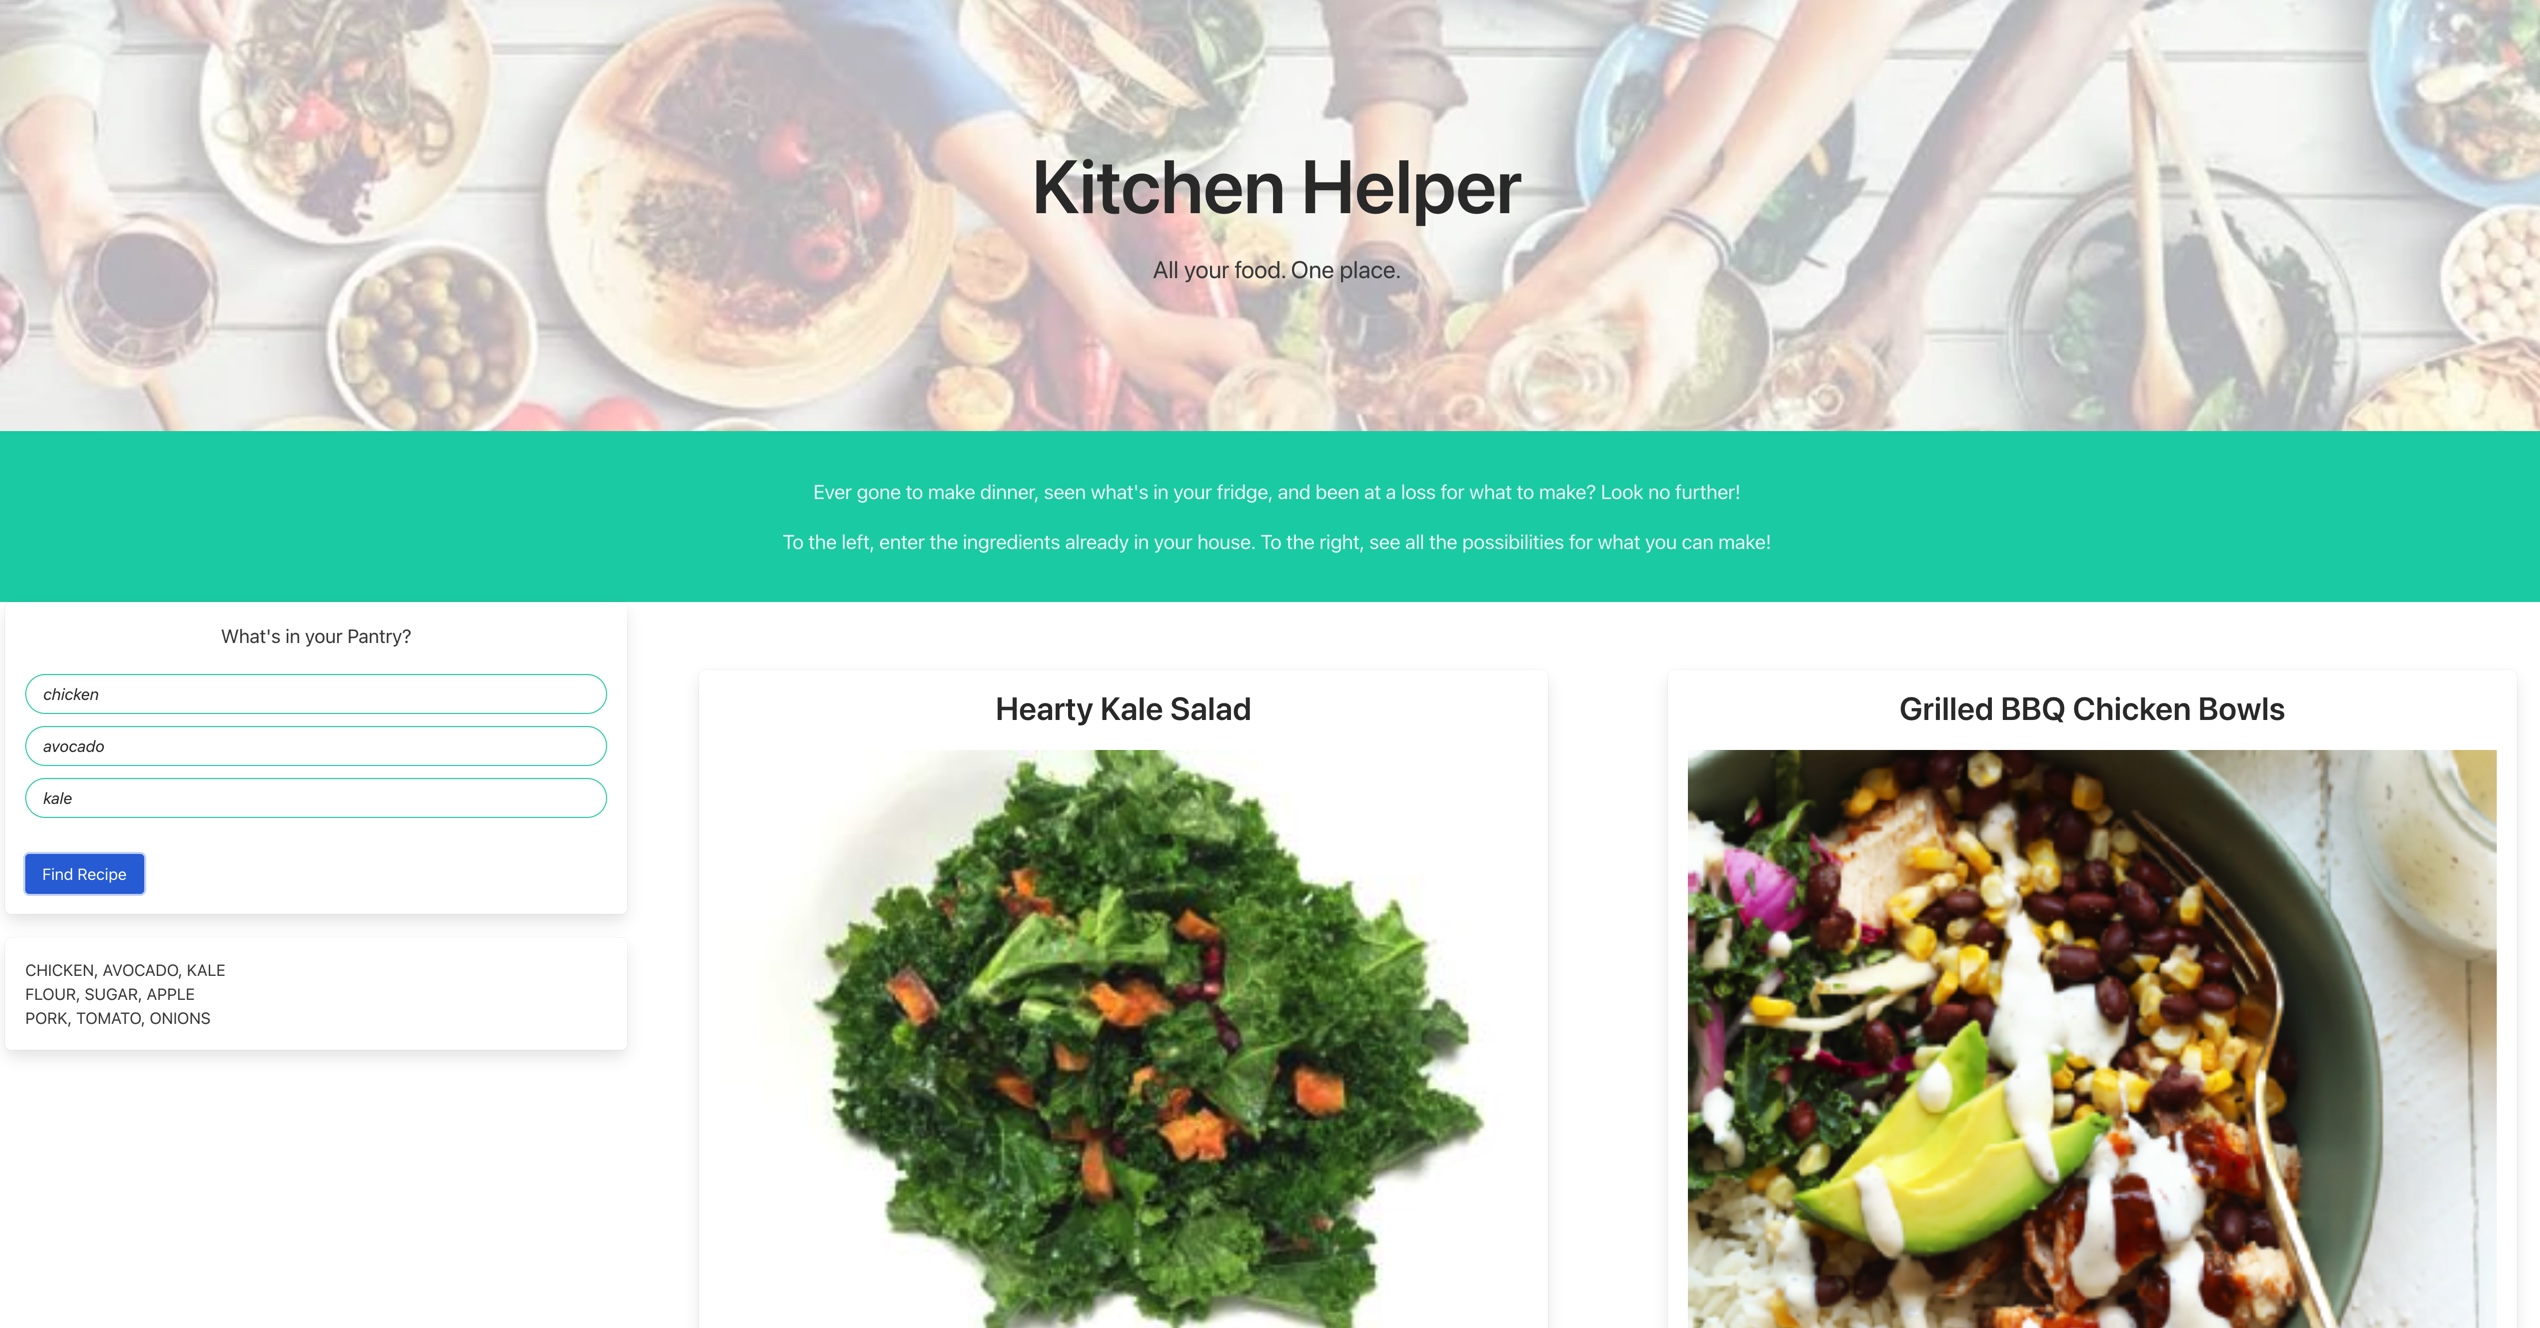 Kitchen Helper
All your food. One place.
Ever gone to make dinner, seen what's in your fridge, and been at a loss for what to make? Look no further!
To the left, enter the ingredients already in your house. To the right, see all the possibilities for what you can make!
What's in your Pantry?
chicken
avocado
kale
Find Recipe
CHICKEN, AVOCADO, KALE
FLOUR, SUGAR, APPLE
PORK, TOMATO, ONIONS
Hearty Kale Salad
Grilled BBQ Chicken Bowls